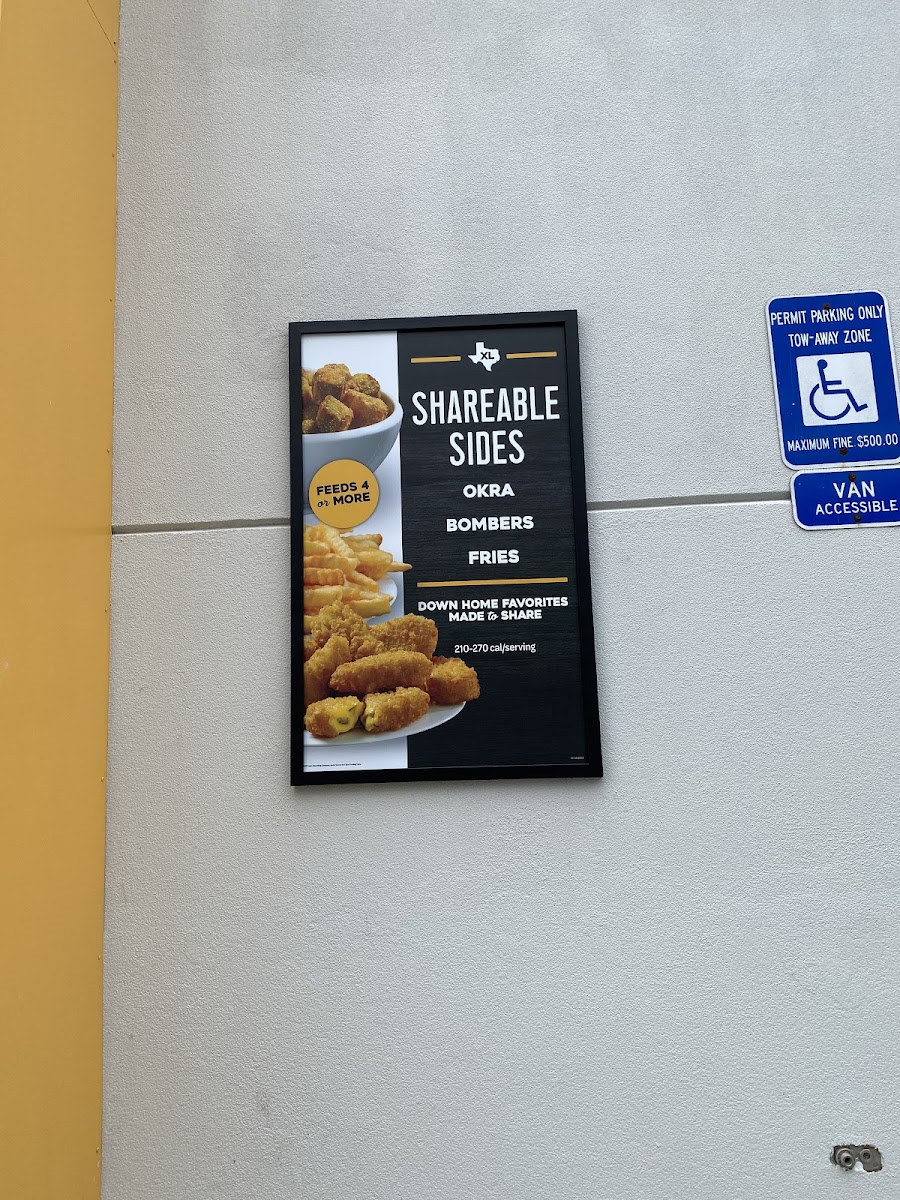 XL
SHAREABLE
SIDES
FEEDS 4
or MORE
OKRA
BOMBERS
FRIES
DOWN HOME FAVORITES
MADE to SHARE
210-270 cal/serving
PERMIT PARKING ONLY
TOW-AWAY ZONE
MAXIMUM FINE $500.00
VAN
ACCESSIBLE